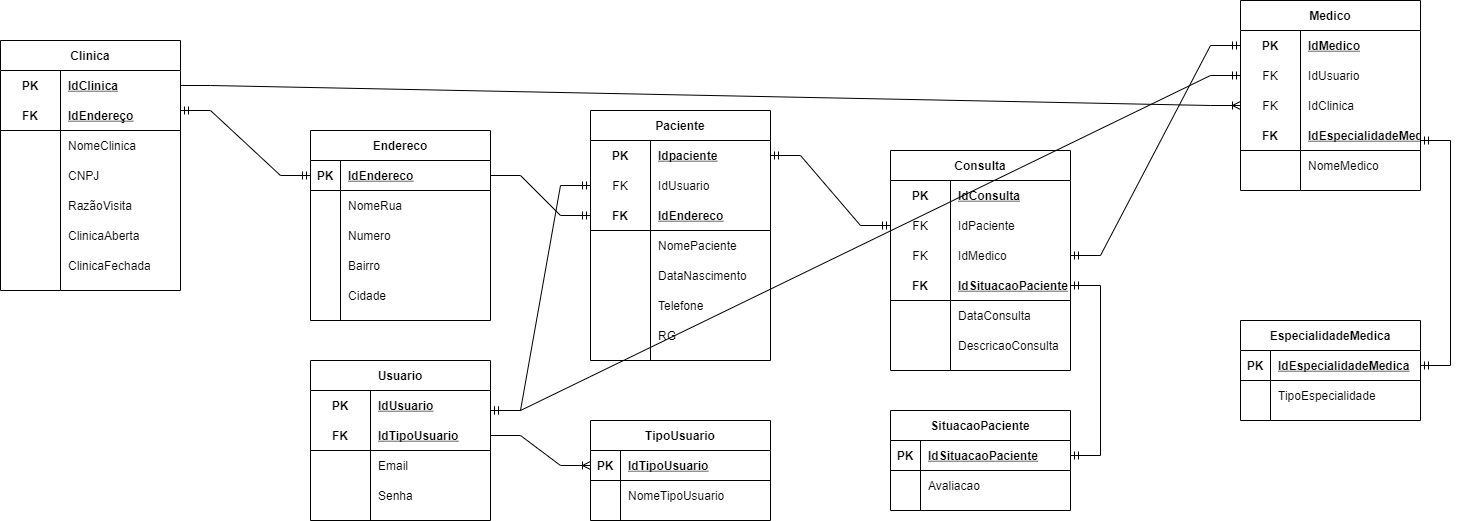 Clinica
PK IdClinica
FK IdEndereço
NomeClinica
CNPJ
RazãoVisita
ClinicaAberta
ClinicaFechada
Endereco
PK IdEndereco
NomeRua
Numero
Bairro
Cidade
Usuario
PK IdUsuario
FK IdTipoUsuario
Email
Senha
Paciente
PK Idpaciente
FK IdUsuario
FK IdEndereco
NomePaciente
DataNascimento
Telefone
RG
TipoUsuario
PK IdTipoUsuario
NomeTipoUsuario
Consulta
PK IdConsulta
FK IdPaciente
FK IdMedico
FK IdSituacaoPaciente
DataConsulta
DescricaoConsulta
SituacaoPaciente
PK IdSituacaoPaciente
Avaliacao
Medico
PK IdMedico
FK IdUsuario
FK IdClinica
FK IdEspecialidadeMed
NomeMedico
EspecialidadeMedica
PK IdEspecialidadeMedica
TipoEspecialidade